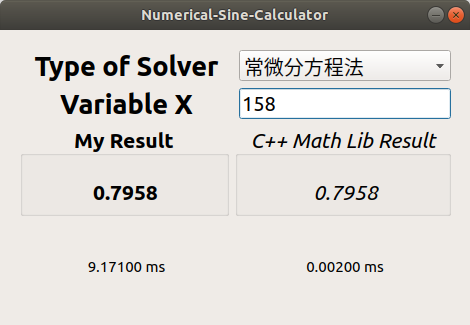 Numerical-Sine-Calculator
Type of Solver 常微分方程法
Variable X 158
My Result C++ Math Lib Result
0.7958 0.7958
9.17100 ms 0.00200 ms